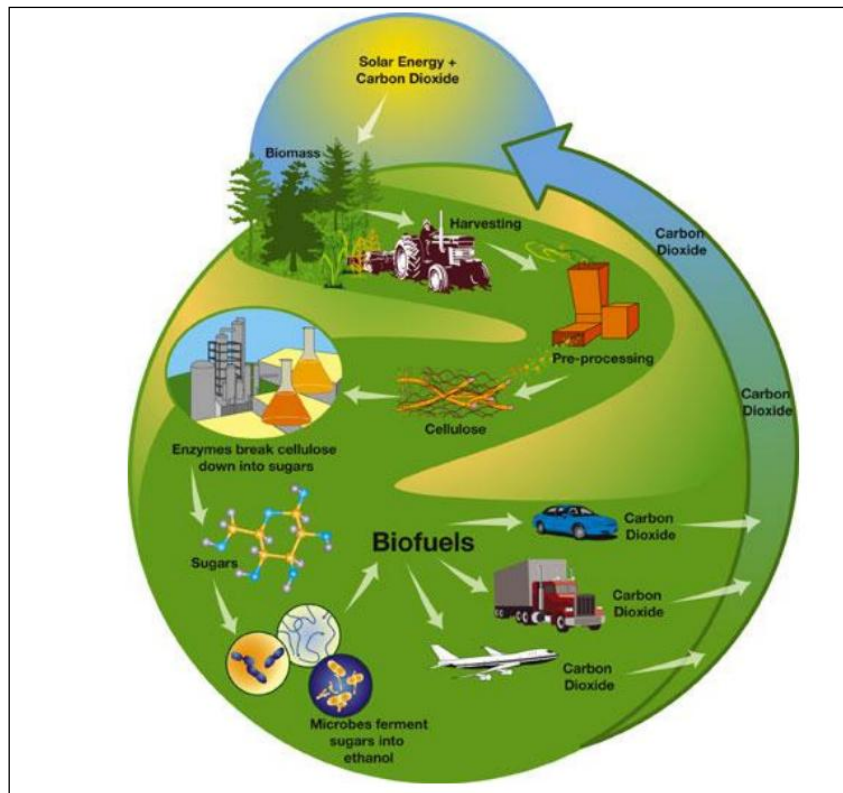 Solar Energy +
Carbon Dioxide
Biomass
Harvesting
Carbon
Dioxide
Pre-processing
Carbon
Dioxide
Cellulose
Enzymes break cellulose
down into sugars
Sugars
Biofuels
Carbon
Dioxide
Carbon
Dioxide
Carbon
Dioxide
Microbes ferment
sugars into
ethanol